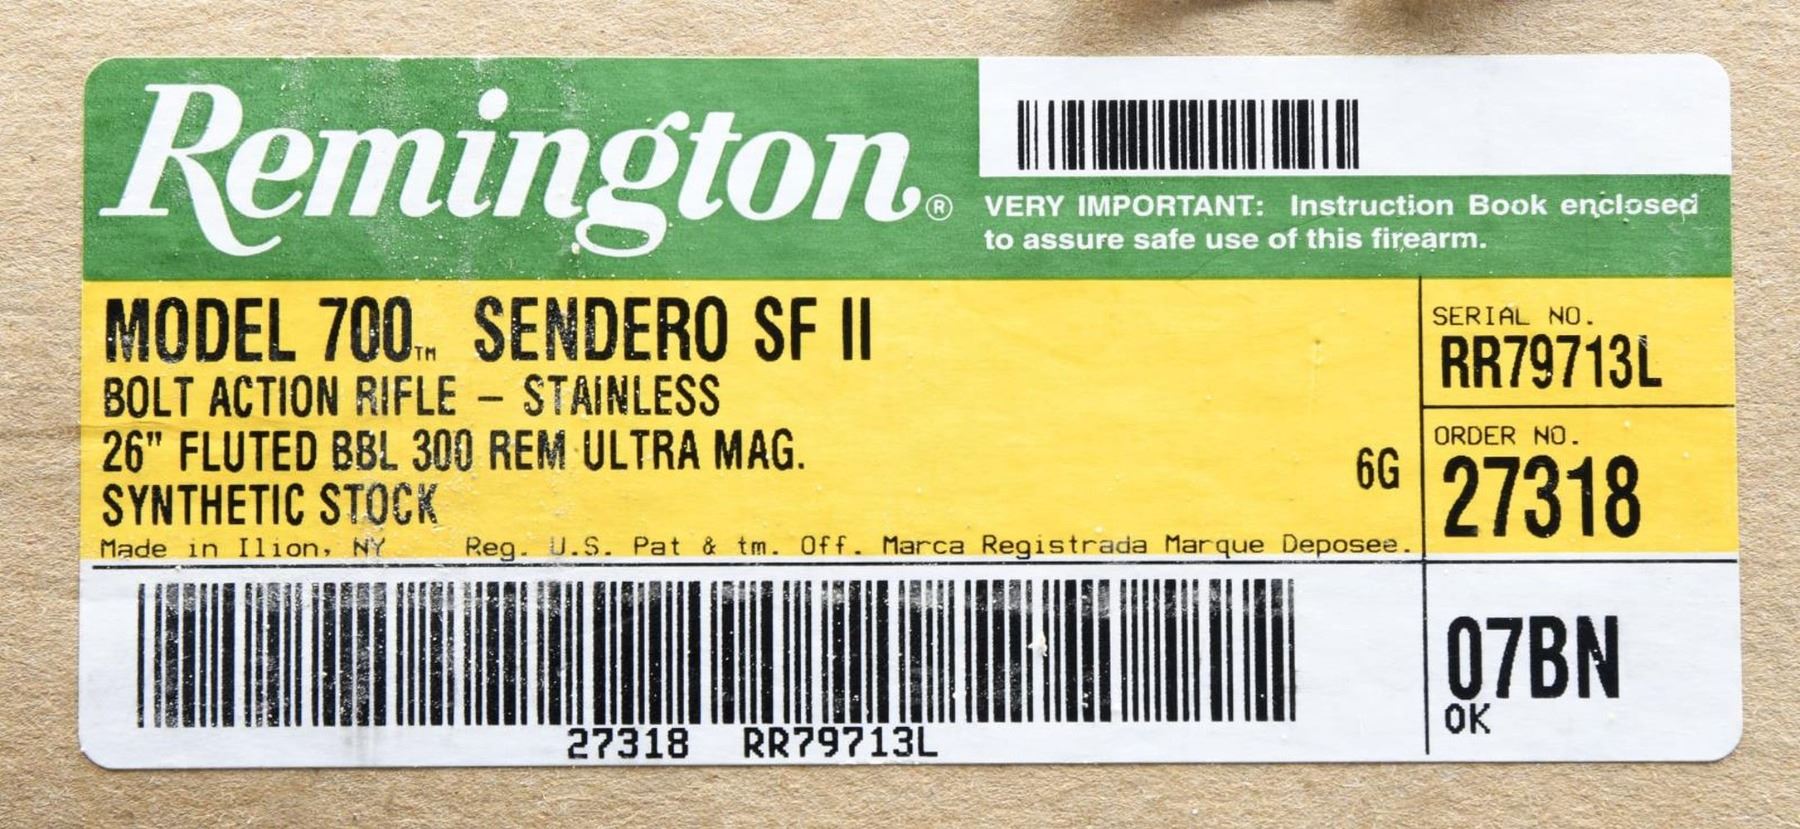 Remington®
VERY IMPORTANT: Instruction Book enclosed
to assure safe use of this firearm.
MODEL 700™ SENDERO SF II
BOLT ACTION RIFLE – STAINLESS
26" FLUTED BBL 300 REM ULTRA MAG.
6G
SYNTHETIC STOCK
Made in Ilion, NY Reg. U.S. Pat & tm. Off. Marca Registrada Marque Deposee.
SERIAL NO.
RR79713L
ORDER NO.
27318
27318 RR79713L
07BN
OK